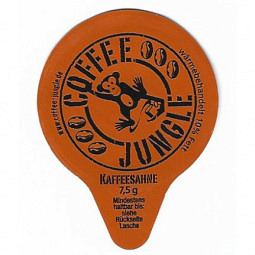 COFFEE
JUNGLE
www.coffee-jungle.de
wärmebehandelt 10% Fett
KAFFEESAHNE
7,5 g
Mindestens
haltbar bis:
siehe
Rückseite
Lasche